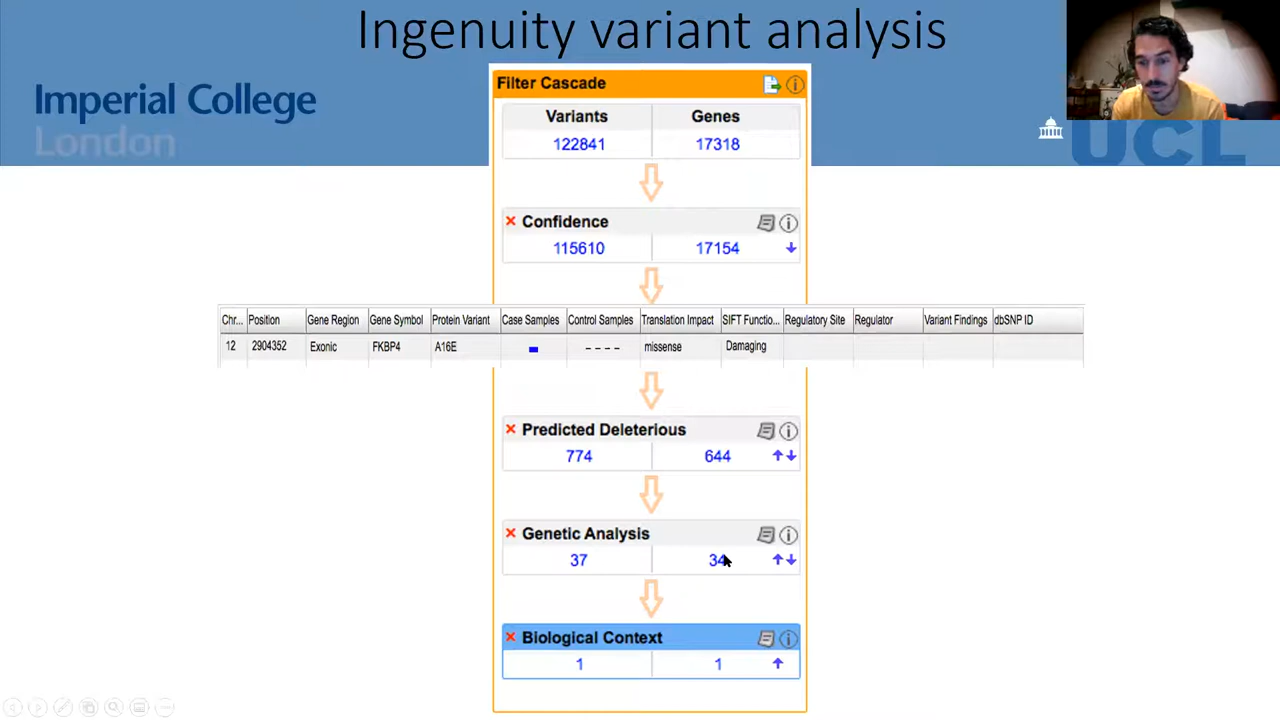 Ingenuity variant analysis
Imperial College
London
UCL
Filter Cascade
Variants Genes
122841 17318
Confidence
115610 17154
Chr... Position Gene Region Gene Symbol Protein Variant Case Samples Control Samples Translation Impact SIFT Functio... Regulatory Site Regulator Variant Findings dbSNP ID
12 2904352 Exonic FKBP4 A16E missense Damaging
Predicted Deleterious
774 644
Genetic Analysis
37 34
Biological Context
1 1